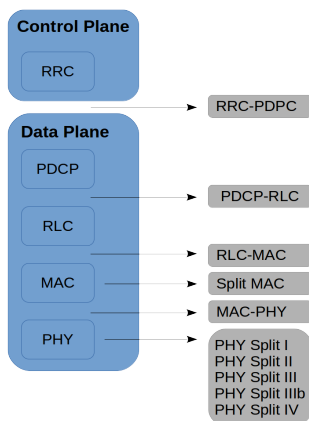 Control Plane
RRC
RRC-PDPC
Data Plane
PDCP
PDCP-RLC
RLC
RLC-MAC
MAC
Split MAC
MAC-PHY
PHY
PHY Split I
PHY Split II
PHY Split III
PHY Split IIIb
PHY Split IV